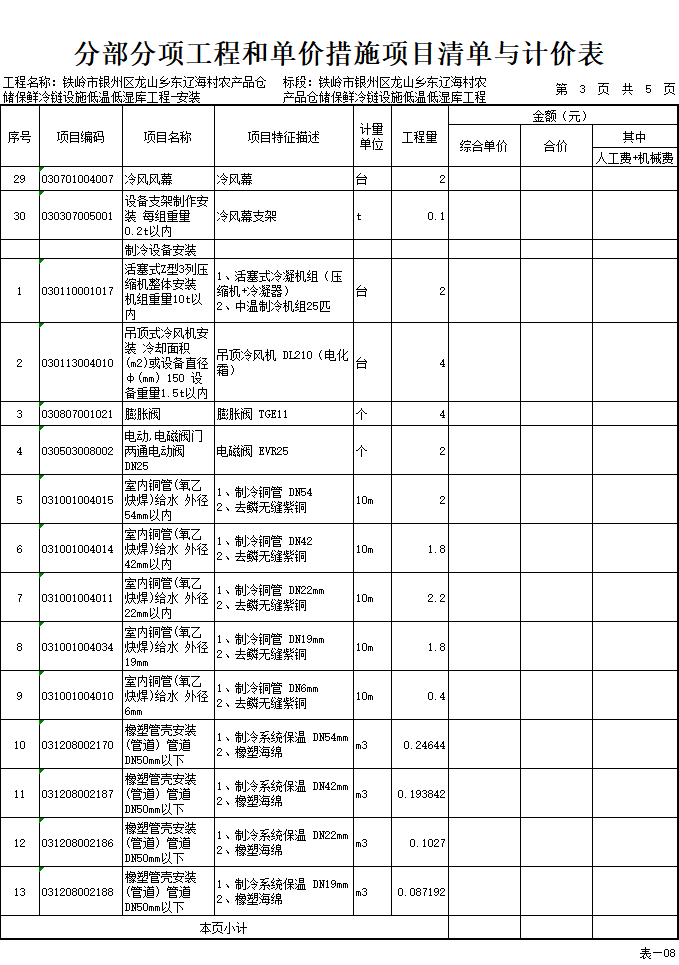 分部分项工程和单价措施项目清单与计价表
工程名称：铁岭市银州区龙山乡东辽海村农产品仓
储保鲜冷链设施低温低湿库工程-安装
标段：铁岭市银州区龙山乡东辽海村农
产品仓储保鲜冷链设施低温低湿库工程
第 3 页 共 5 页
序号 项目编码 项目名称 项目特征描述 计量单位 工程量 金额（元）
综合单价 合价 其中
人工费+机械费
29 030701004007 冷风风幕 冷风幕 台 2
30 030307005001 设备支架制作安装 每组重量0.2t以内 冷风幕支架 t 0.1
制冷设备安装
1 030110001017 活塞式Z型3列压缩机整体安装 机组重量10t以内 1、活塞式冷凝机组（压缩机+冷凝器） 2、中温制冷机组25匹 台 2
2 030113004010 吊顶式冷风机安装 冷却面积(m2)或设备直径φ(mm) 150 设备重量1.5t以内 吊顶冷风机 DL210（电化霜） 台 4
3 030807001021 膨胀阀 膨胀阀 TGE11 个 4
4 030503008002 电动,电磁阀门 两通电动阀 DN25 电磁阀 EVR25 个 2
5 031001004015 室内铜管(氧乙炔焊)给水 外径54mm以内 1、制冷铜管 DN54 2、去鳞无缝紫铜 10m 2
6 031001004014 室内铜管(氧乙炔焊)给水 外径42mm以内 1、制冷铜管 DN42 2、去鳞无缝紫铜 10m 1.8
7 031001004011 室内铜管(氧乙炔焊)给水 外径22mm以内 1、制冷铜管 DN22mm 2、去鳞无缝紫铜 10m 2.2
8 031001004034 室内铜管(氧乙炔焊)给水 外径19mm 1、制冷铜管 DN19mm 2、去鳞无缝紫铜 10m 1.8
9 031001004010 室内铜管(氧乙炔焊)给水 外径6mm 1、制冷铜管 DN6mm 2、去鳞无缝紫铜 10m 0.4
10 031208002170 橡塑管壳安装(管道) 管道DN50mm以下 1、制冷系统保温 DN54mm 2、橡塑海绵 m3 0.24644
11 031208002187 橡塑管壳安装(管道) 管道DN50mm以下 1、制冷系统保温 DN42mm 2、橡塑海绵 m3 0.193842
12 031208002186 橡塑管壳安装(管道) 管道DN50mm以下 1、制冷系统保温 DN22mm 2、橡塑海绵 m3 0.1027
13 031208002188 橡塑管壳安装(管道) 管道DN50mm以下 1、制冷系统保温 DN19mm 2、橡塑海绵 m3 0.087192
本页小计
表—08